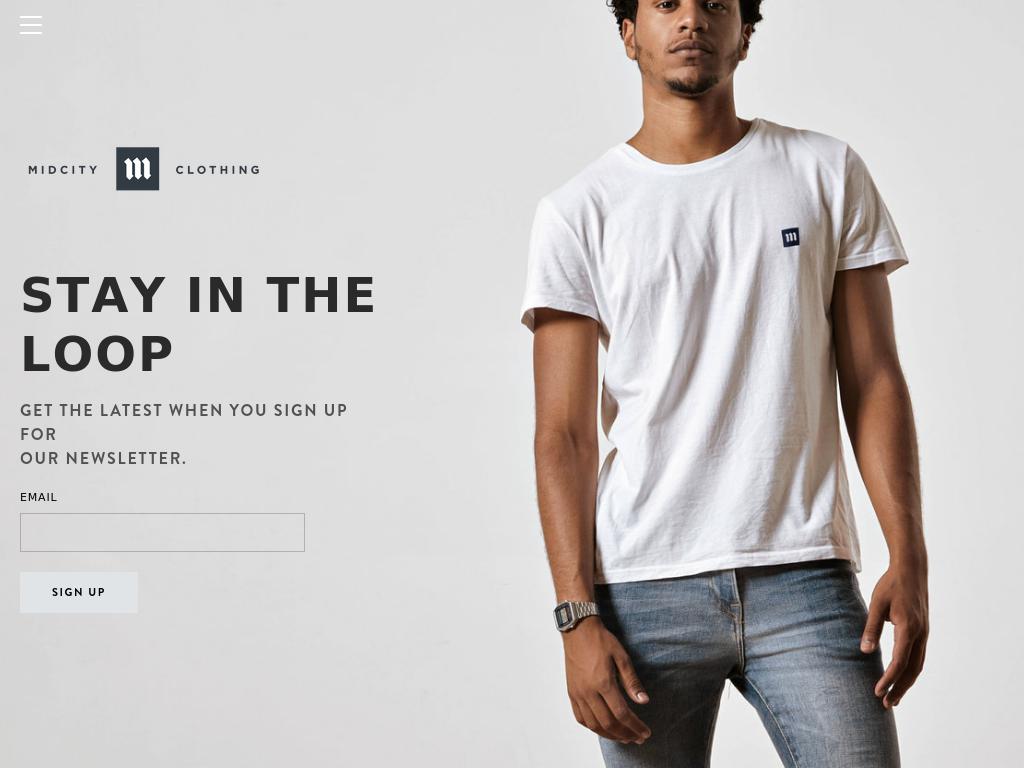 MIDCITY m CLOTHING
m
STAY IN THE
LOOP
GET THE LATEST WHEN YOU SIGN UP
FOR
OUR NEWSLETTER.
EMAIL
SIGN UP